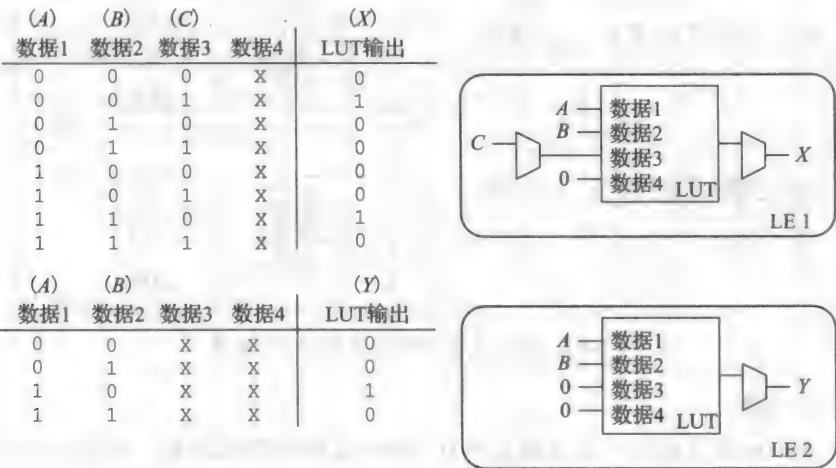 (A) (B) (C) (X)
数据1 数据2 数据3 数据4 LUT输出
0 0 0 X 0
0 0 1 X 1
0 1 0 X 0
0 1 1 X 0
1 0 0 X 0
1 0 1 X 0
1 1 0 X 1
1 1 1 X 0
A 数据1
B 数据2
C 数据3 X
0 数据4 LUT
LE 1
(A) (B) (Y)
数据1 数据2 数据3 数据4 LUT输出
0 0 X X 0
0 1 X X 0
1 0 X X 1
1 1 X X 0
A 数据1
B 数据2
0 数据3 Y
0 数据4 LUT
LE 2